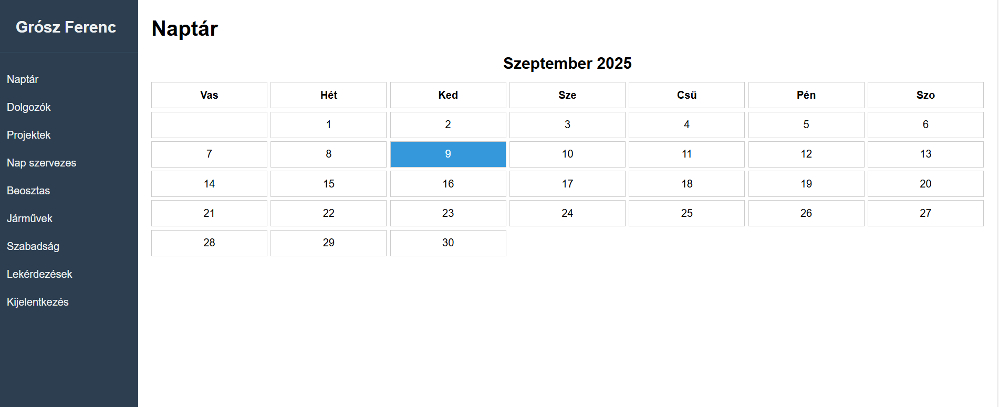 Grósz Ferenc
Naptár
Dolgozók
Projektek
Nap szervezes
Beosztas
Járművek
Szabadság
Lekérdezések
Kijelentkezés
Naptár
Szeptember 2025
Vas Hét Ked Sze Csü Pén Szo
1 2 3 4 5 6
7 8 9 10 11 12 13
14 15 16 17 18 19 20
21 22 23 24 25 26 27
28 29 30